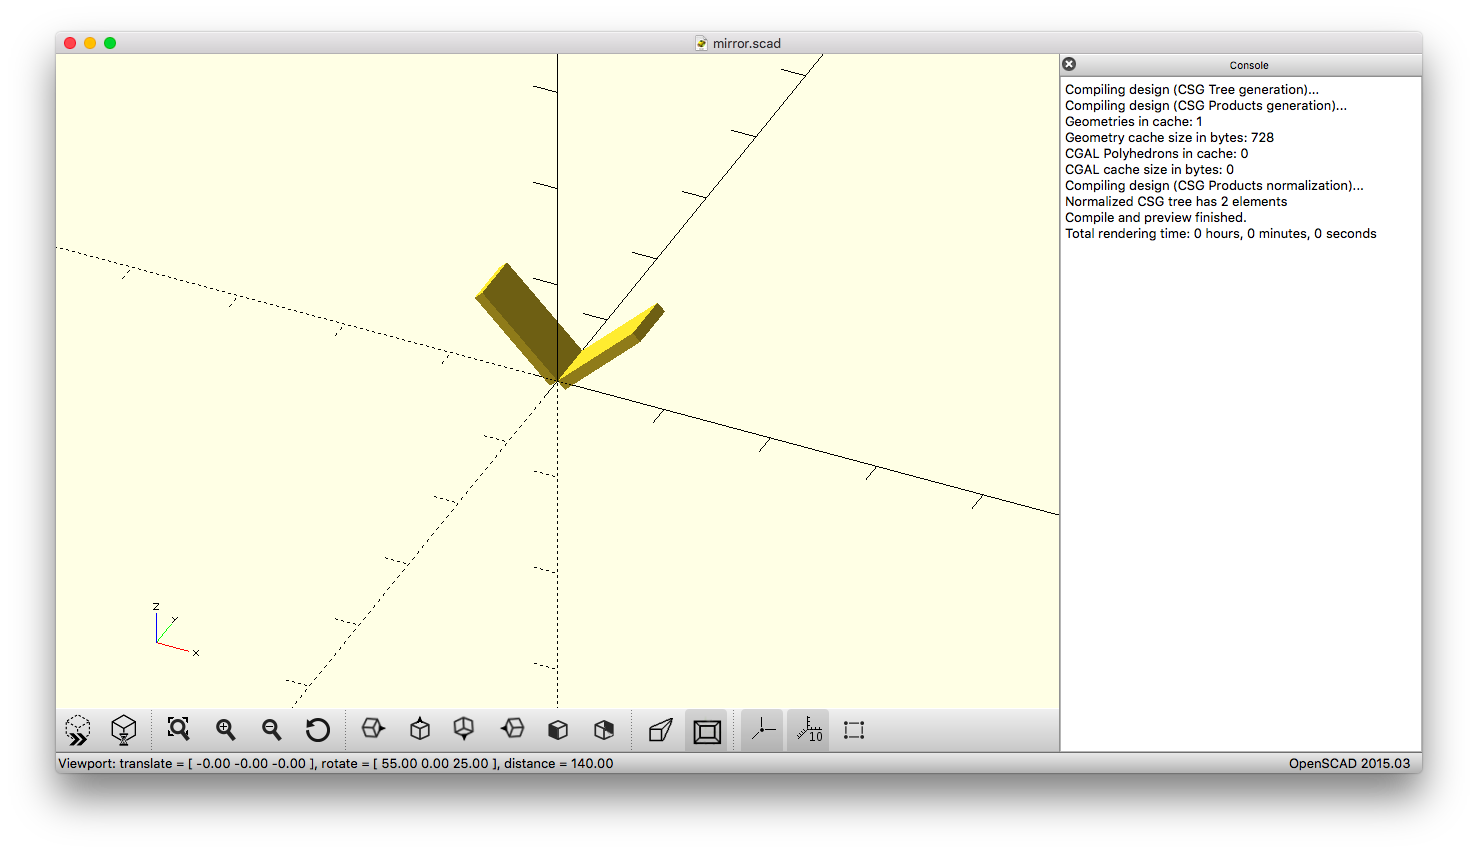 mirror.scad
Console
Compiling design (CSG Tree generation)...
Compiling design (CSG Products generation)...
Geometries in cache: 1
Geometry cache size in bytes: 728
CGAL Polyhedrons in cache: 0
CGAL cache size in bytes: 0
Compiling design (CSG Products normalization)...
Normalized CSG tree has 2 elements
Compile and preview finished.
Total rendering time: 0 hours, 0 minutes, 0 seconds
z
y
x
10
Viewport: translate = [ -0.00 -0.00 -0.00 ], rotate = [ 55.00 0.00 25.00 ], distance = 140.00
OpenSCAD 2015.03